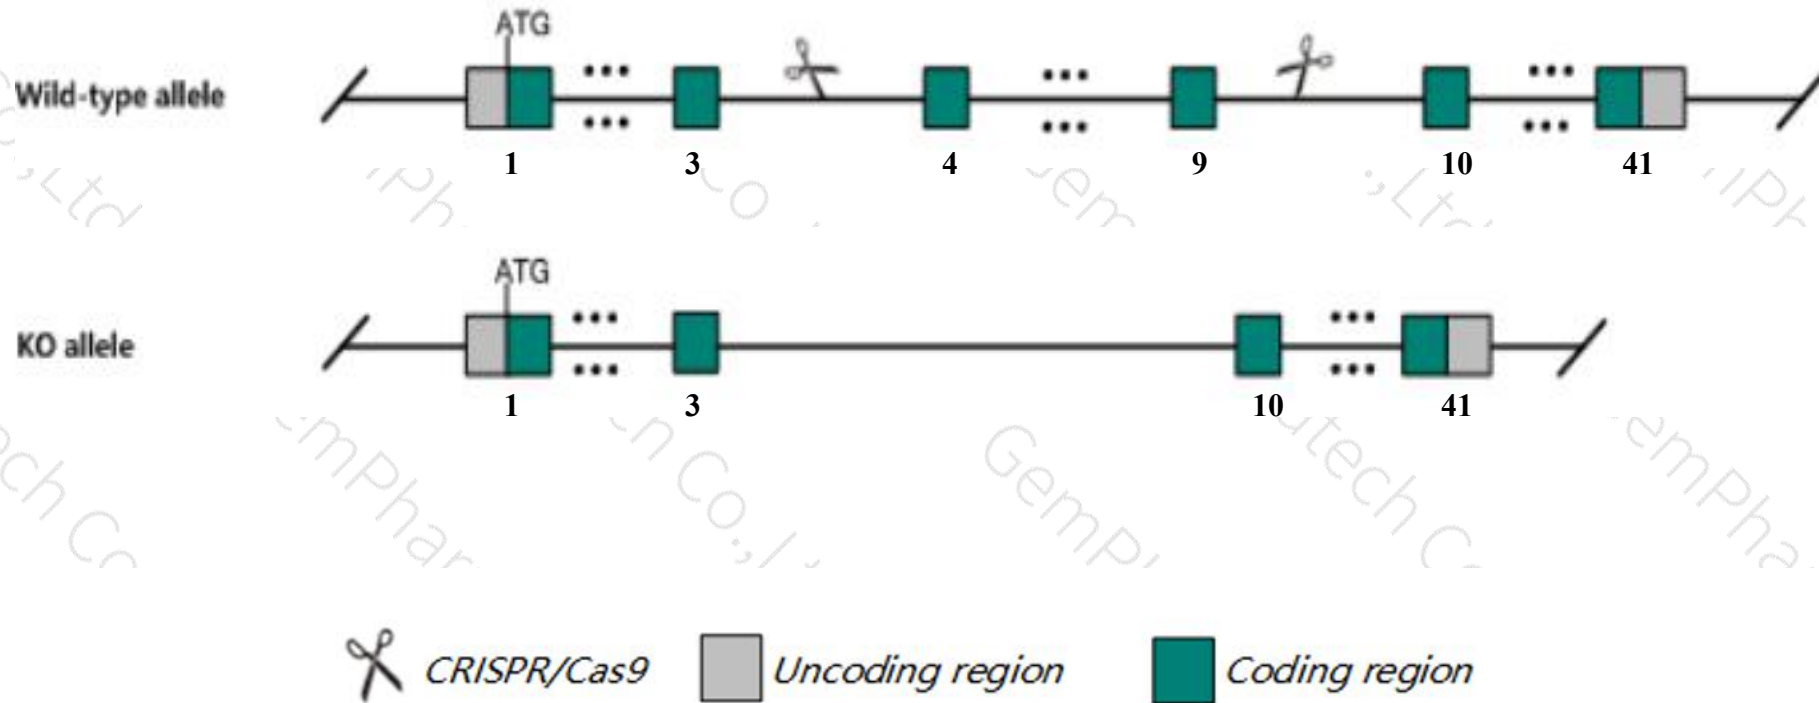 ATG
Wild-type allele
1 3 4 9 10 41
ATG
KO allele
1 3 10 41
CRISPR/Cas9 Uncoding region Coding region